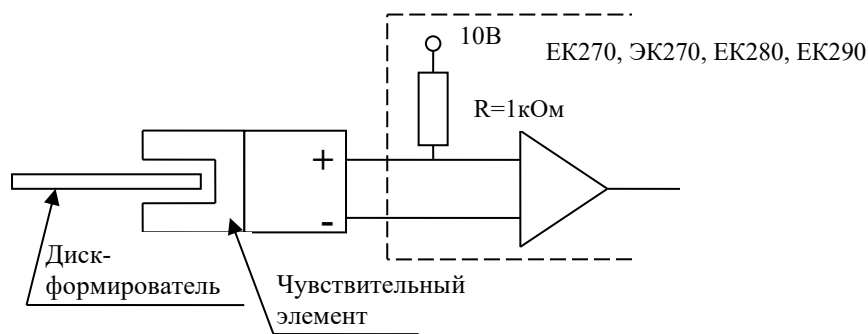 10В
ЕК270, ЭК270, ЕК280, ЕК290
R=1кОм
+
-
Диск-
формирователь
Чувствительный
элемент